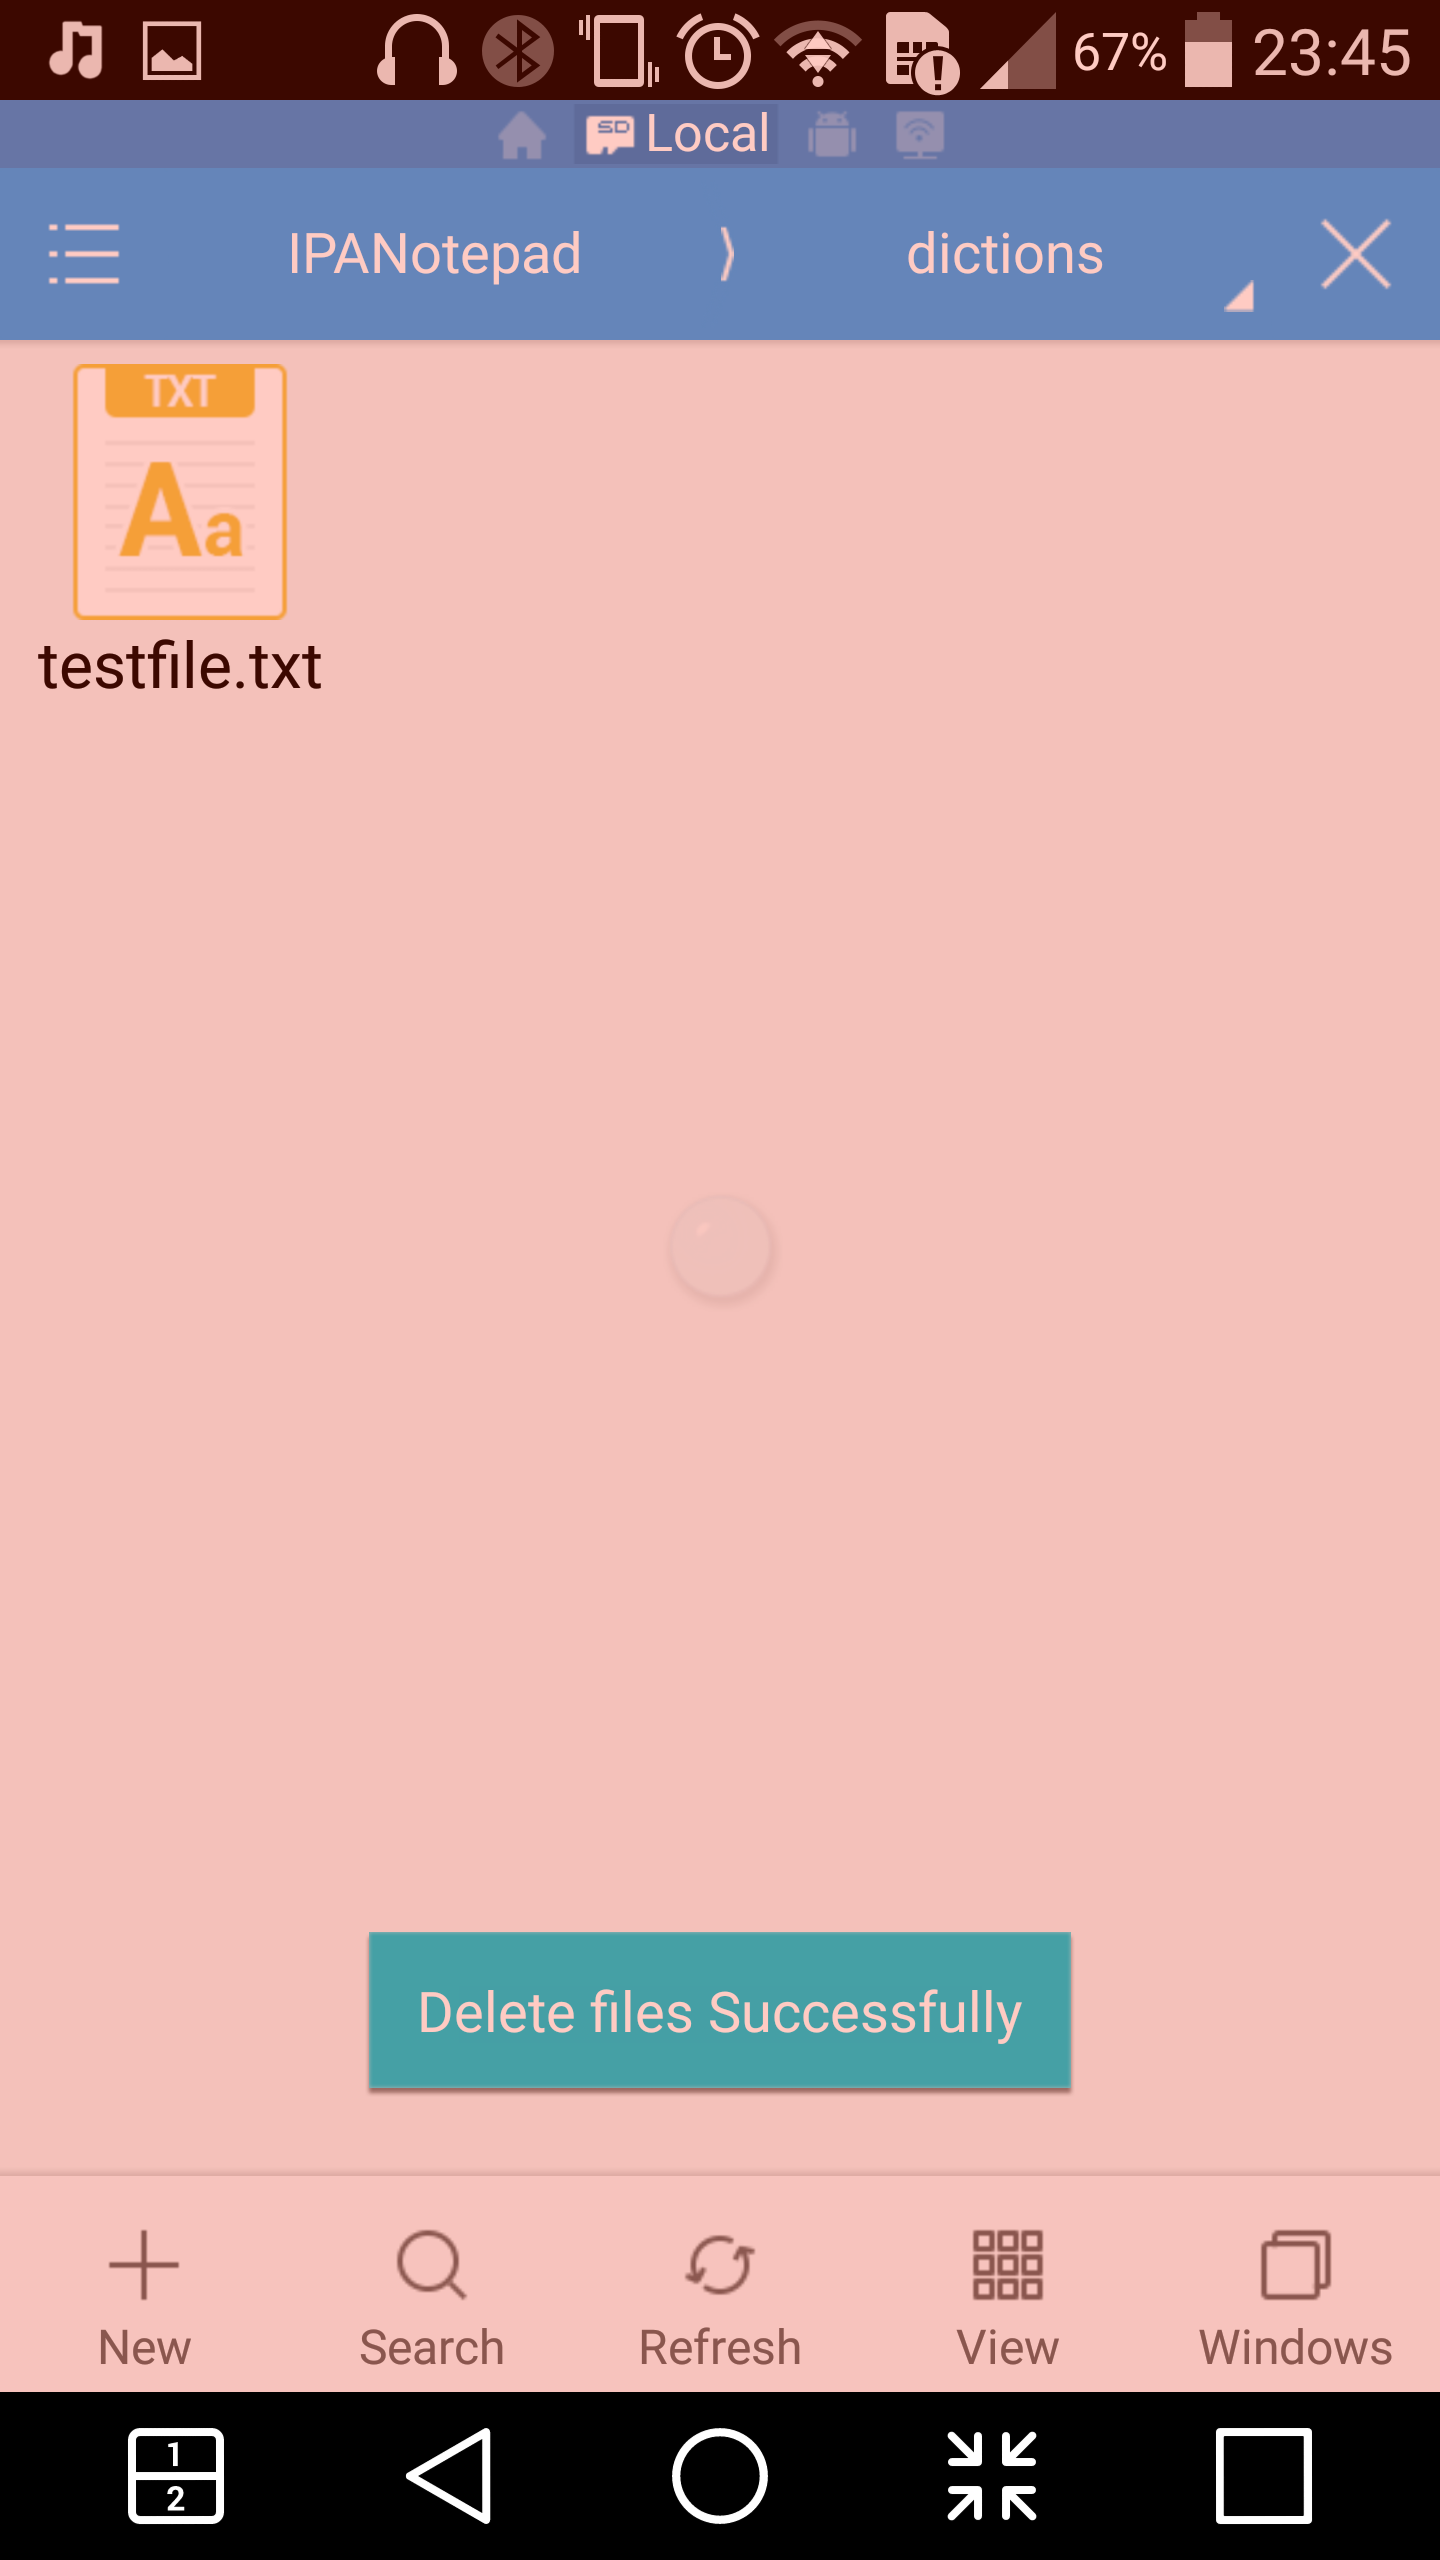 67% 23:45
SD Local
IPANotepad ⟩ dictions
TXT
Aa
testfile.txt
Delete files Successfully
New Search Refresh View Windows
1
2